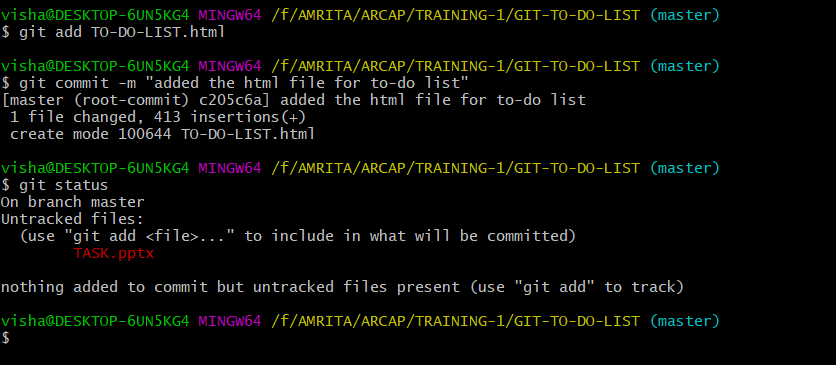 visha@DESKTOP-6UN5KG4 MINGW64 /f/AMRITA/ARCAP/TRAINING-1/GIT-TO-DO-LIST (master)
$ git add TO-DO-LIST.html
visha@DESKTOP-6UN5KG4 MINGW64 /f/AMRITA/ARCAP/TRAINING-1/GIT-TO-DO-LIST (master)
$ git commit -m "added the html file for to-do list"
[master (root-commit) c205c6a] added the html file for to-do list
 1 file changed, 413 insertions(+)
 create mode 100644 TO-DO-LIST.html
visha@DESKTOP-6UN5KG4 MINGW64 /f/AMRITA/ARCAP/TRAINING-1/GIT-TO-DO-LIST (master)
$ git status
On branch master
Untracked files:
  (use "git add <file>..." to include in what will be committed)
        TASK.pptx
nothing added to commit but untracked files present (use "git add" to track)
visha@DESKTOP-6UN5KG4 MINGW64 /f/AMRITA/ARCAP/TRAINING-1/GIT-TO-DO-LIST (master)
$